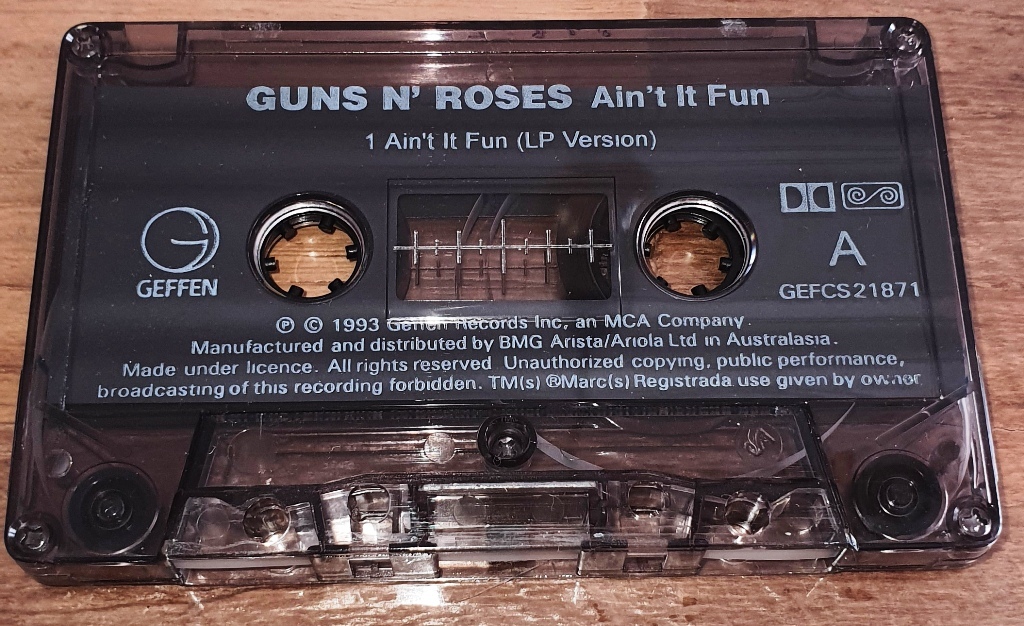 GUNS N' ROSES Ain't It Fun
1 Ain't It Fun (LP Version)
GEFFEN
A
GEFCS21871
℗ © 1993 Geffen Records Inc, an MCA Company.
Manufactured and distributed by BMG Arista/Ariola Ltd in Australasia.
Made under licence. All rights reserved Unauthorized copying, public performance,
broadcasting of this recording forbidden. TM(s) ®Marc(s) Registrada use given by owner